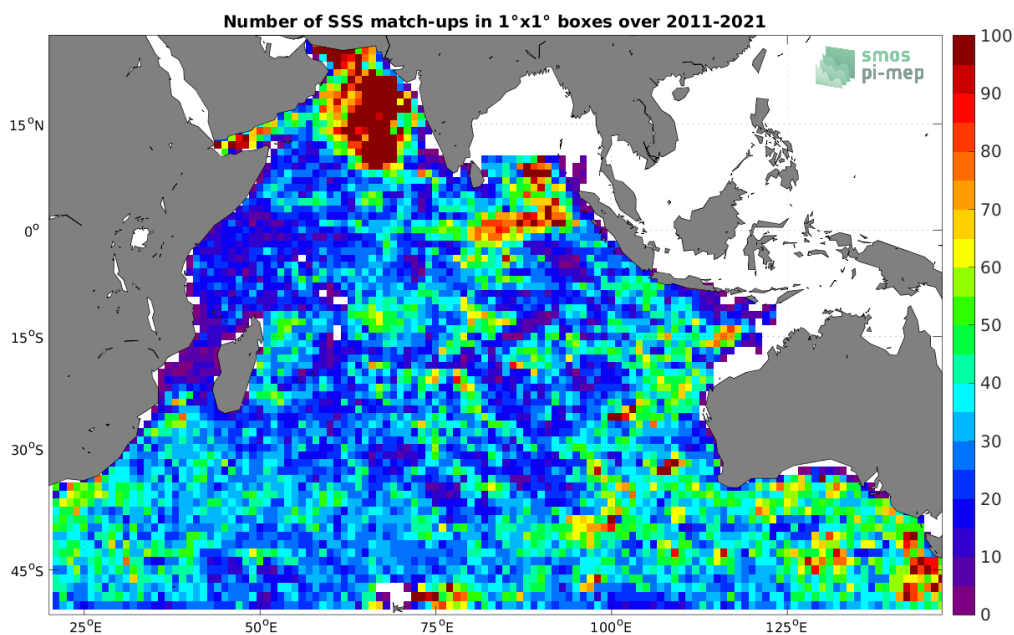 Number of SSS match-ups in 1°x1° boxes over 2011-2021
smos
pi-mep
15°N
0°
15°S
30°S
45°S
25°E
50°E
75°E
100°E
125°E
100
90
80
70
60
50
40
30
20
10
0